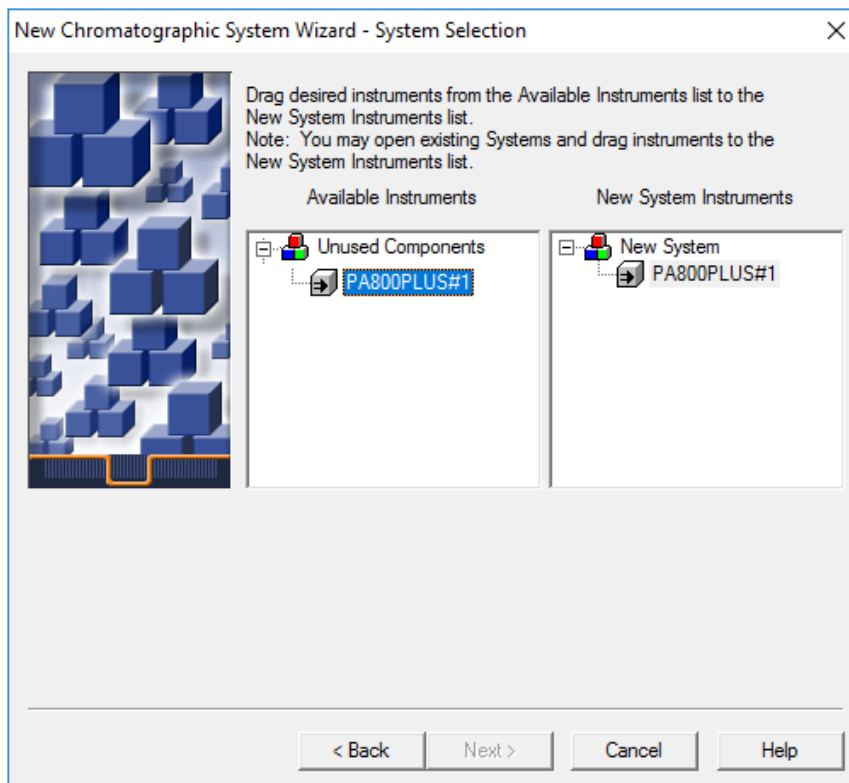 New Chromatographic System Wizard - System Selection
Drag desired instruments from the Available Instruments list to the
New System Instruments list.
Note: You may open existing Systems and drag instruments to the
New System Instruments list.
Available Instruments
New System Instruments
Unused Components
PA800PLUS#1
New System
PA800PLUS#1
< Back
Next >
Cancel
Help